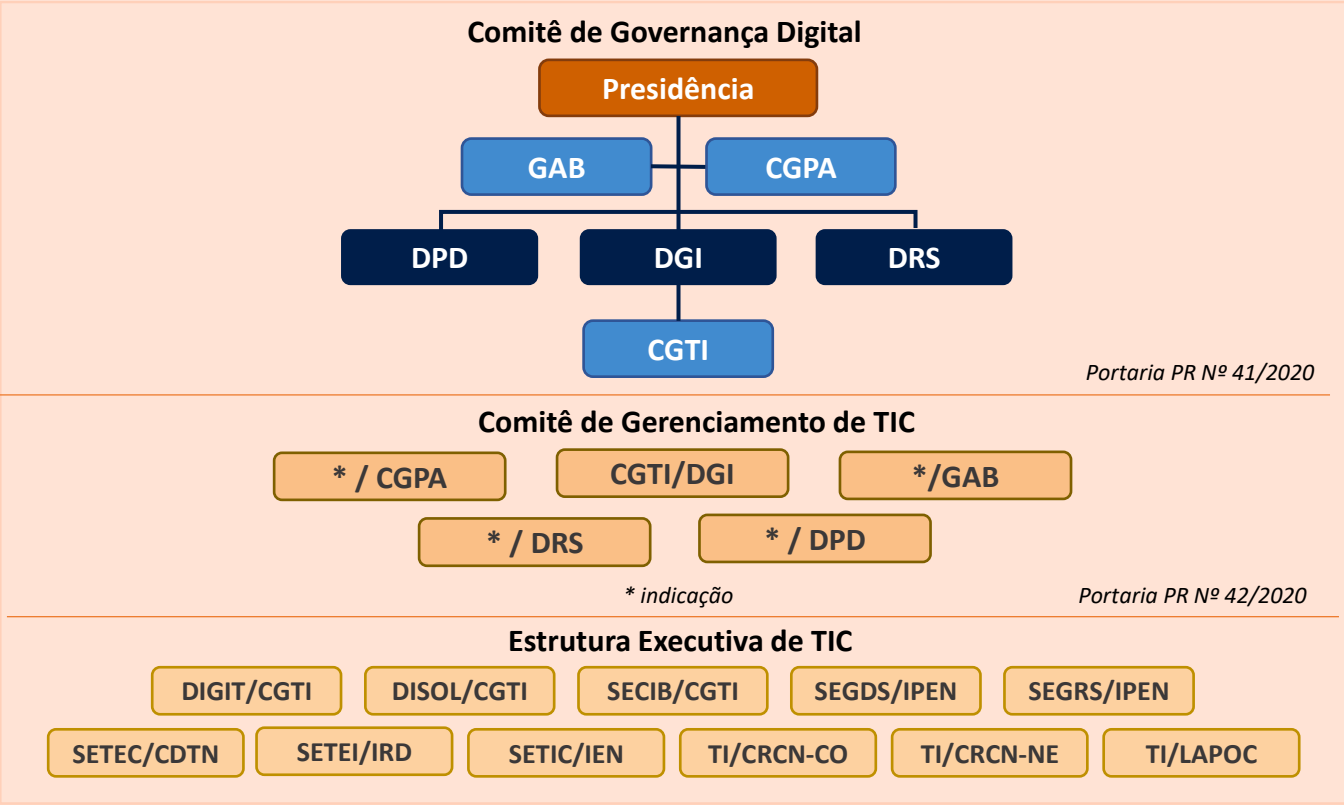 Comitê de Governança Digital
Presidência
GAB
CGPA
DPD
DGI
DRS
CGTI
Portaria PR Nº 41/2020
Comitê de Gerenciamento de TIC
* / CGPA
CGTI/DGI
*/GAB
* / DRS
* / DPD
* indicação
Portaria PR Nº 42/2020
Estrutura Executiva de TIC
DIGIT/CGTI
DISOL/CGTI
SECIB/CGTI
SEGDS/IPEN
SEGRS/IPEN
SETEC/CDTN
SETEI/IRD
SETIC/IEN
TI/CRCN-CO
TI/CRCN-NE
TI/LAPOC